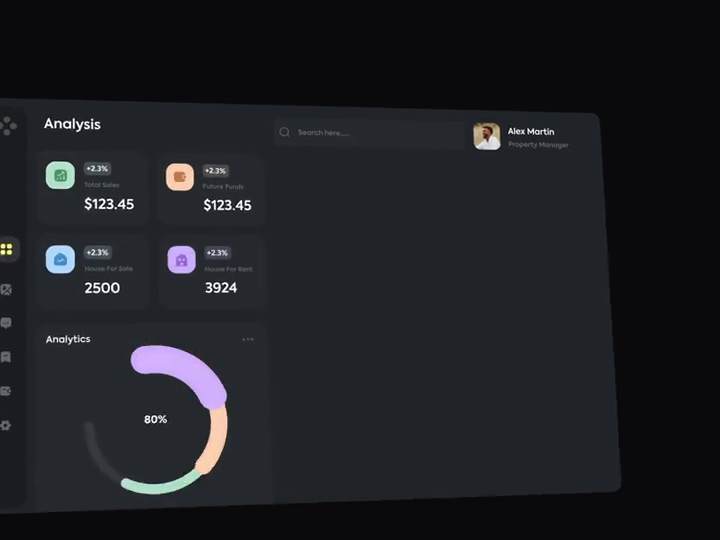 Analysis
Search here.....
Alex Martin
Property Manager
+2.3%
Total Sales
$123.45
+2.3%
Future Funds
$123.45
+2.3%
House For Sale
2500
+2.3%
House For Rent
3924
Analytics
80%